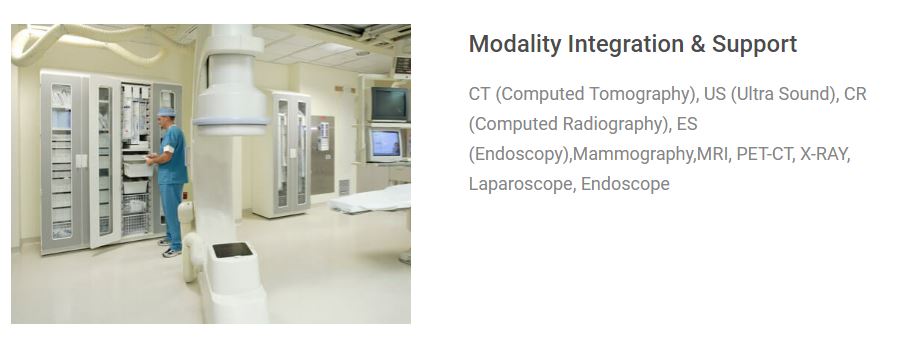 Modality Integration & Support
CT (Computed Tomography), US (Ultra Sound), CR
(Computed Radiography), ES
(Endoscopy),Mammography,MRI, PET-CT, X-RAY,
Laparoscope, Endoscope